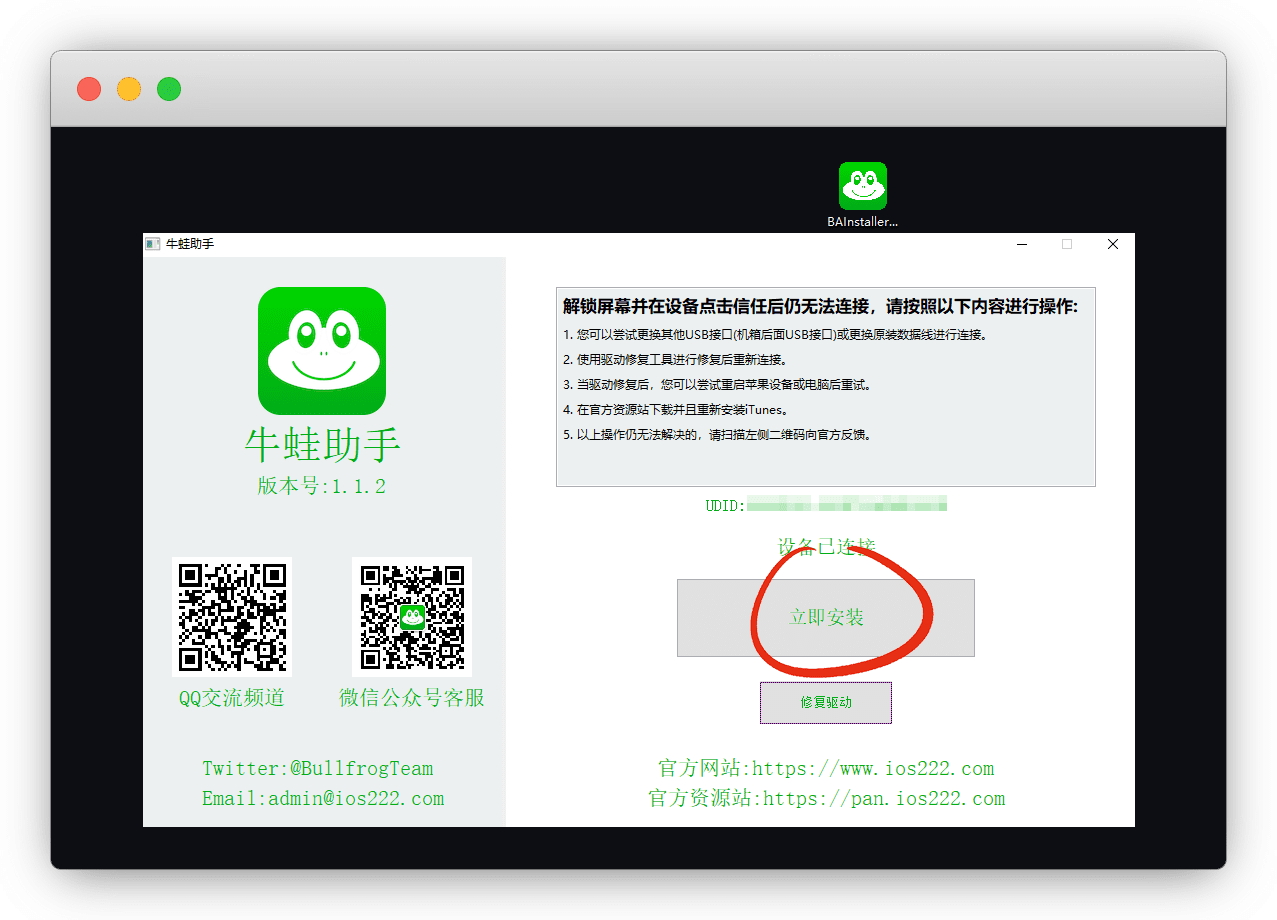 BAInstaller...
牛蛙助手
牛蛙助手
版本号:1.1.2
QQ交流频道
微信公众号客服
Twitter:@BullfrogTeam
Email:admin@ios222.com
解锁屏幕并在设备点击信任后仍无法连接，请按照以下内容进行操作:
1. 您可以尝试更换其他USB接口(机箱后面USB接口)或更换原装数据线进行连接。
2. 使用驱动修复工具进行修复后重新连接。
3. 当驱动修复后，您可以尝试重启苹果设备或电脑后重试。
4. 在官方资源站下载并且重新安装iTunes。
5. 以上操作仍无法解决的，请扫描左侧二维码向官方反馈。
UDID:
设备已连接
立即安装
修复驱动
官方网站:https://www.ios222.com
官方资源站:https://pan.ios222.com